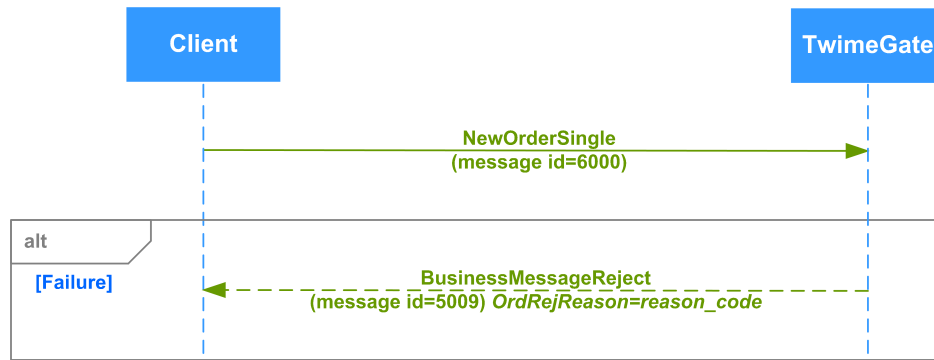 Client
TwimeGate
NewOrderSingle
(message id=6000)
alt
[Failure]
BusinessMessageReject
(message id=5009) OrdRejReason=reason_code